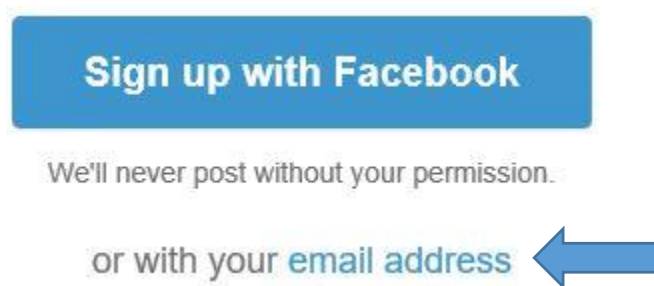 Sign up with Facebook
We'll never post without your permission.
or with your email address